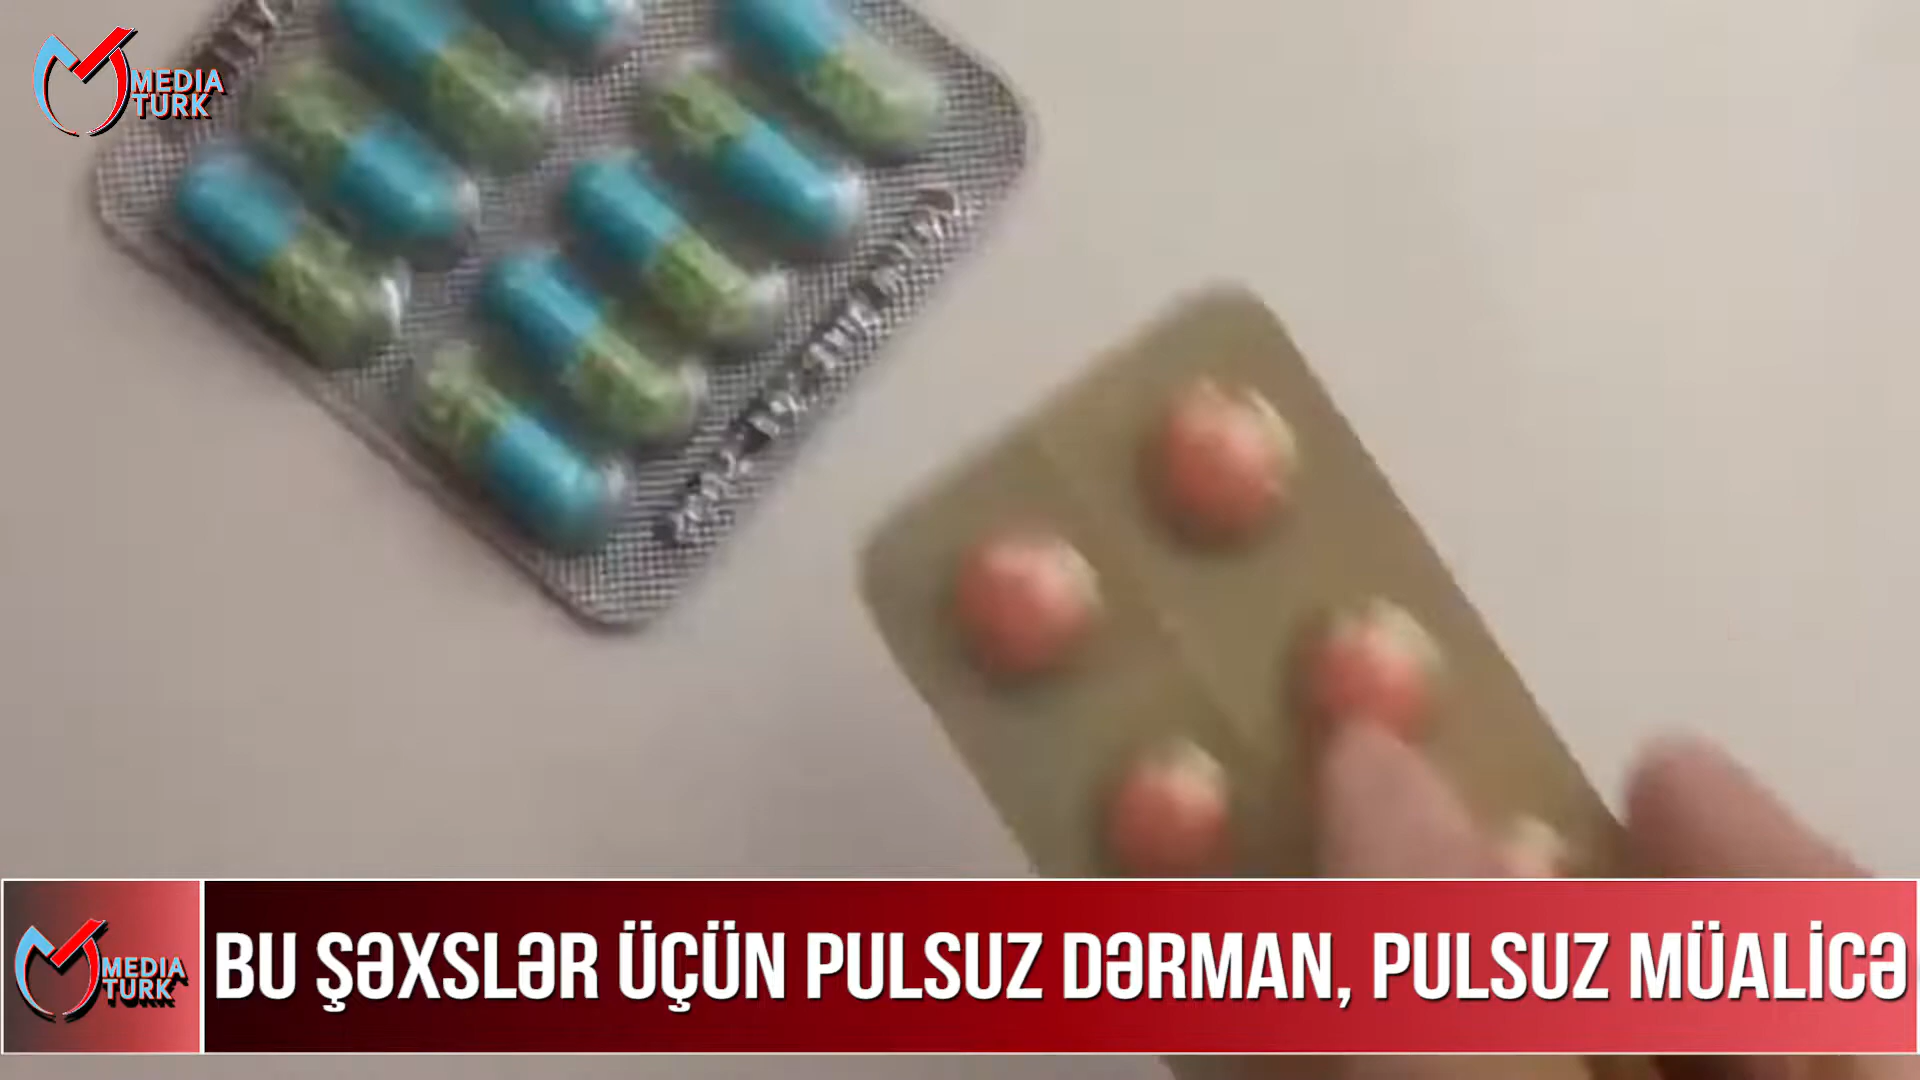 MEDIA
TURK
MEDIA
TURK
BU ŞƏXSLƏR ÜÇÜN PULSUZ DƏRMAN, PULSUZ MÜALİCƏ